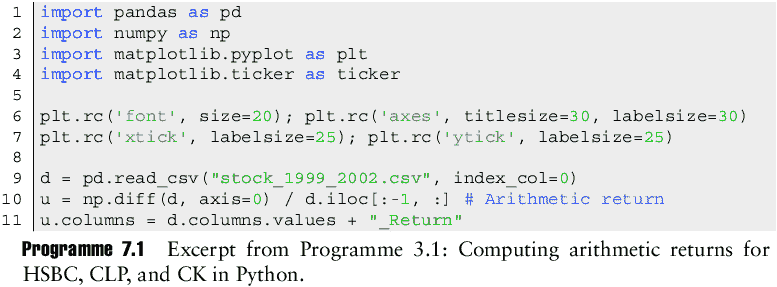 1 import pandas as pd
2 import numpy as np
3 import matplotlib.pyplot as plt
4 import matplotlib.ticker as ticker
5
6 plt.rc('font', size=20); plt.rc('axes', titlesize=30, labelsize=30)
7 plt.rc('xtick', labelsize=25); plt.rc('ytick', labelsize=25)
8
9 d = pd.read_csv("stock_1999_2002.csv", index_col=0)
10 u = np.diff(d, axis=0) / d.iloc[:-1, :] # Arithmetic return
11 u.columns = d.columns.values + "_Return"
Programme 7.1 Excerpt from Programme 3.1: Computing arithmetic returns for
HSBC, CLP, and CK in Python.